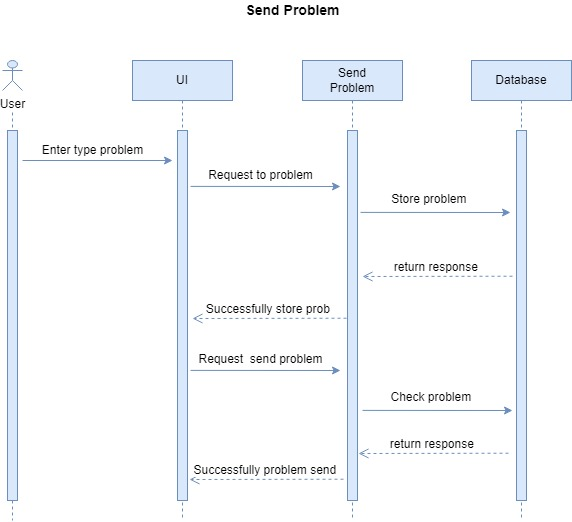 Send Problem
User
UI
Send
Problem
Database
Enter type problem
Request to problem
Store problem
return response
Successfully store prob
Request  send problem
Check problem
return response
Successfully problem send